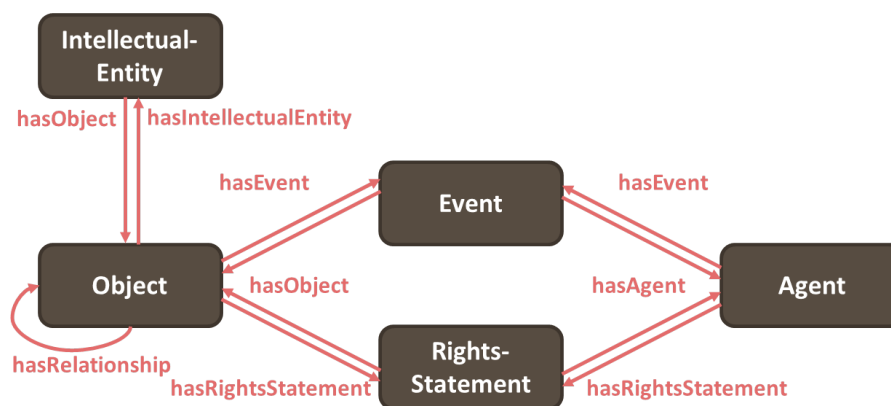 Intellectual-
Entity
hasObject
hasIntellectualEntity
hasEvent
hasEvent
Event
Object
hasObject
hasAgent
Agent
hasRelationship
Rights-
Statement
hasRightsStatement
hasRightsStatement